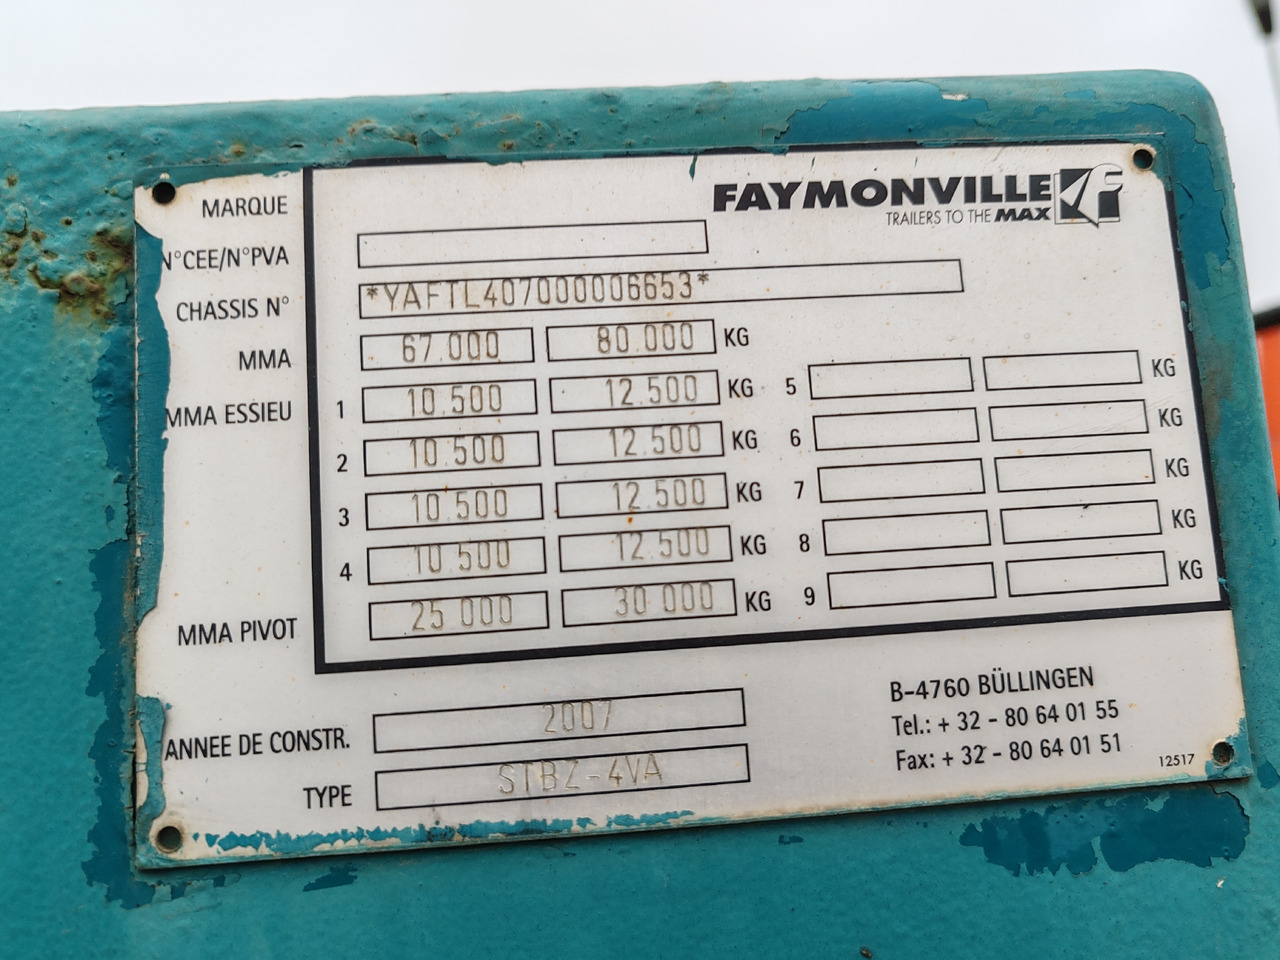 MARQUE FAYMONVILLE
TRAILERS TO THE MAX
N°CEE/N°PVA
CHASSIS N° *YAFTL407000006653*
MMA 67.000 80.000 KG
MMA ESSIEU 1 10.500 12.500 KG 5 KG
2 10.500 12.500 KG 6 KG
3 10.500 12.500 KG 7 KG
4 10.500 12.500 KG 8 KG
MMA PIVOT 25 000 30 000 KG 9 KG
ANNEE DE CONSTR. 2007
TYPE STBZ-4VA
B-4760 BÜLLINGEN
Tel.: + 32 - 80 64 01 55
Fax: + 32 - 80 64 01 51
12517